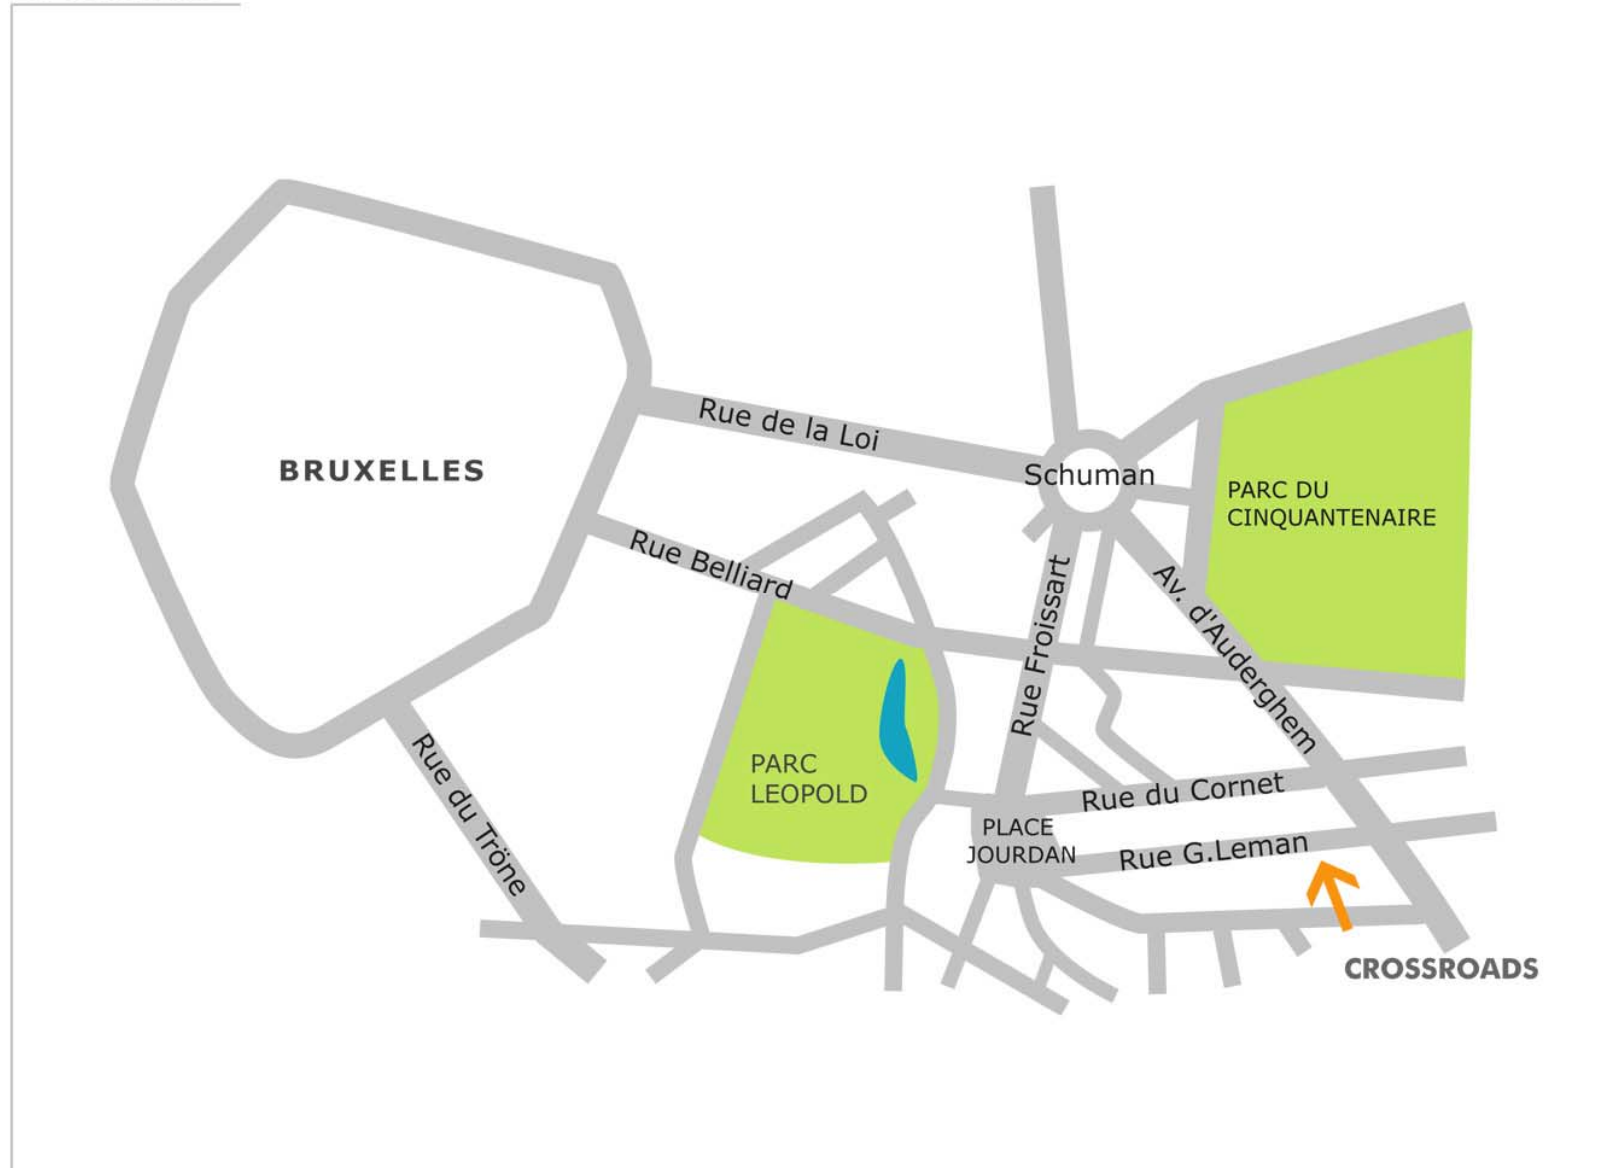 Rue de la Loi
Schuman
BRUXELLES
PARC DU
CINQUANTENAIRE
Rue Belliard
Rue Froissart
Av. d'Auderghem
PARC
LEOPOLD
Rue du Tröne
Rue du Cornet
PLACE
JOURDAN
Rue G.Leman
CROSSROADS